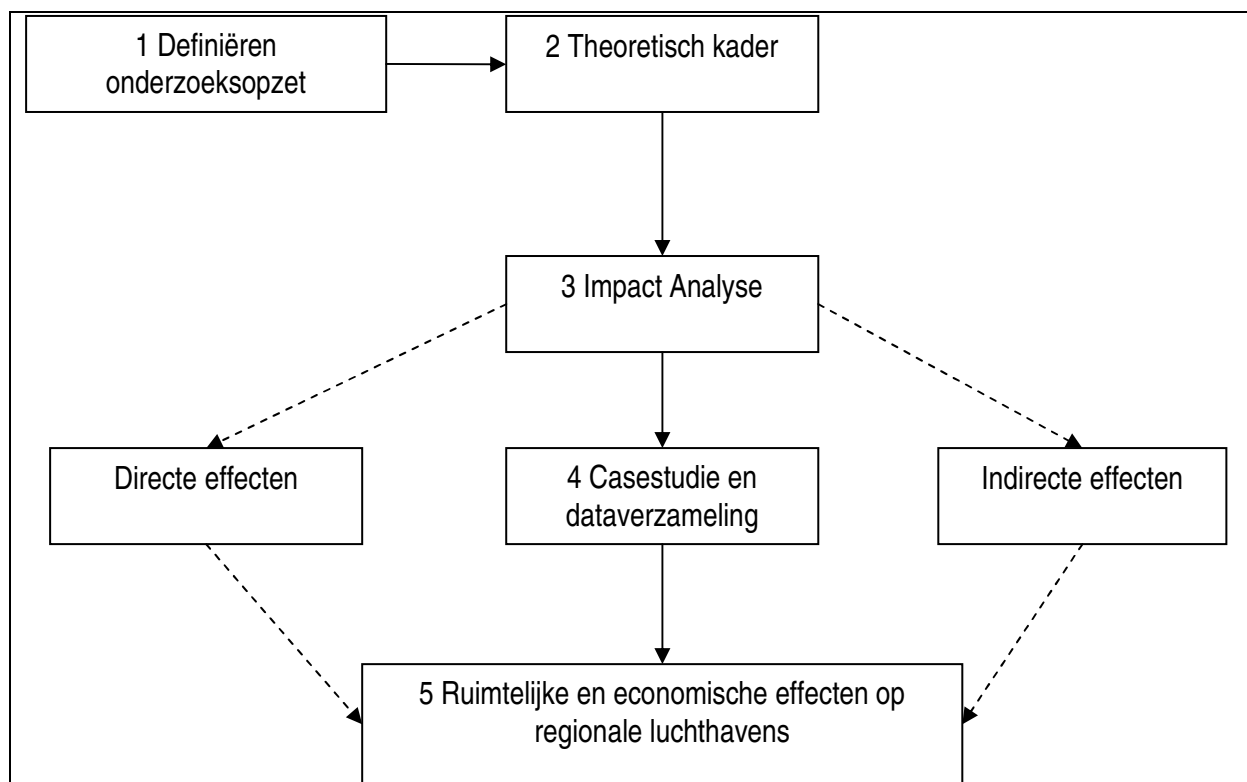 1 Definiëren
onderzoeksopzet
2 Theoretisch kader
3 Impact Analyse
Directe effecten
4 Casestudie en
dataverzameling
Indirecte effecten
5 Ruimtelijke en economische effecten op
regionale luchthavens